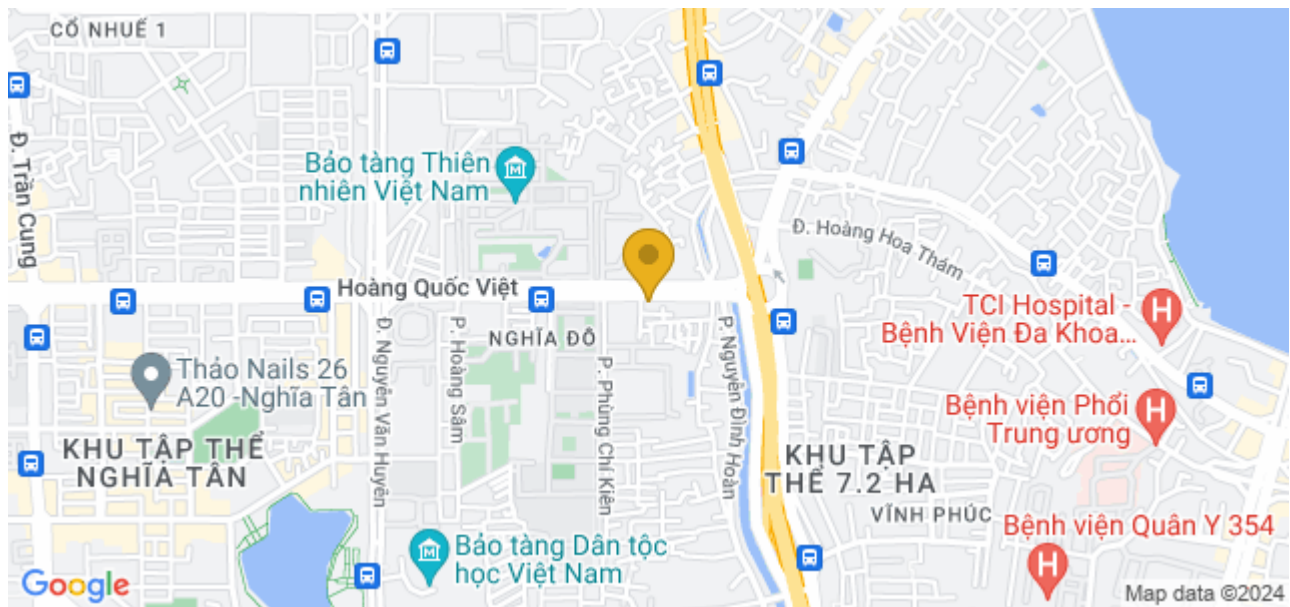 CỔ NHUẾ 1
Đ. Trần Cung
Bảo tàng Thiên
nhiên Việt Nam
Đ. Hoàng Hoa Thám
Hoàng Quốc Việt
NGHĨA ĐÔ
TCI Hospital -
Bệnh Viện Đa Khoa...
Thảo Nails 26
A20 -Nghĩa Tân
Đ. Nguyễn Văn Huyên
P. Hoàng Sâm
P. Phùng Chí Kiên
P. Nguyễn Đình Hoàn
Bệnh viện Phổi
Trung ương
KHU TẬP THỂ
NGHĨA TÂN
KHU TẬP
THỂ 7.2 HA
VĨNH PHÚC
Bệnh viện Quân Y 354
Bảo tàng Dân tộc
học Việt Nam
Google
Map data ©2024